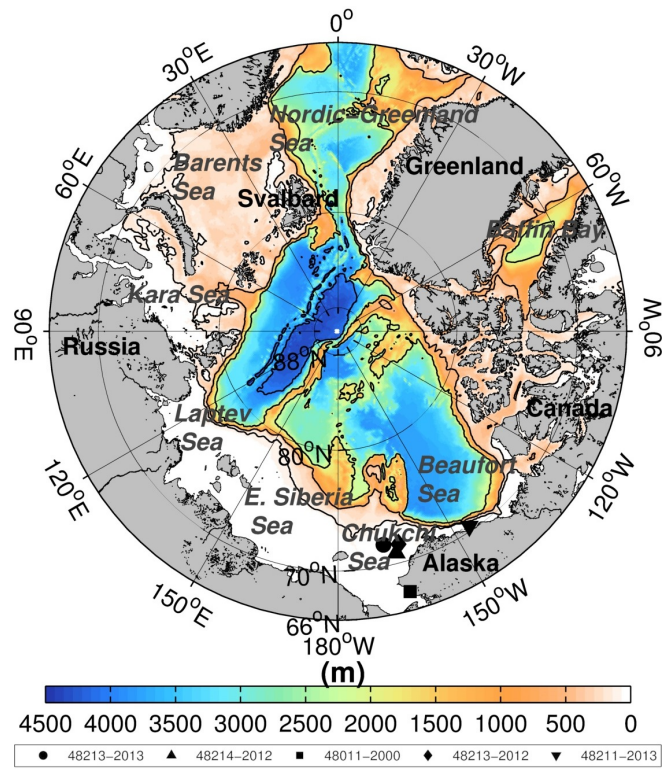 0°
30°E
30°W
Nordic-Greenland
Sea
Barents
Sea
Greenland
60°E
60°W
Svalbard
Baffin Bay
Kara Sea
90°E
90°W
Russia
88°N
Canada
Laptev
Sea
80°N
Beaufort
Sea
120°E
120°W
E. Siberia
Sea
Chukchi
Sea
Alaska
70°N
150°E
150°W
66°N
180°W
(m)
4500 4000 3500 3000 2500 2000 1500 1000 500 0
48213-2013 48214-2012 48011-2000 48213-2012 48211-2013